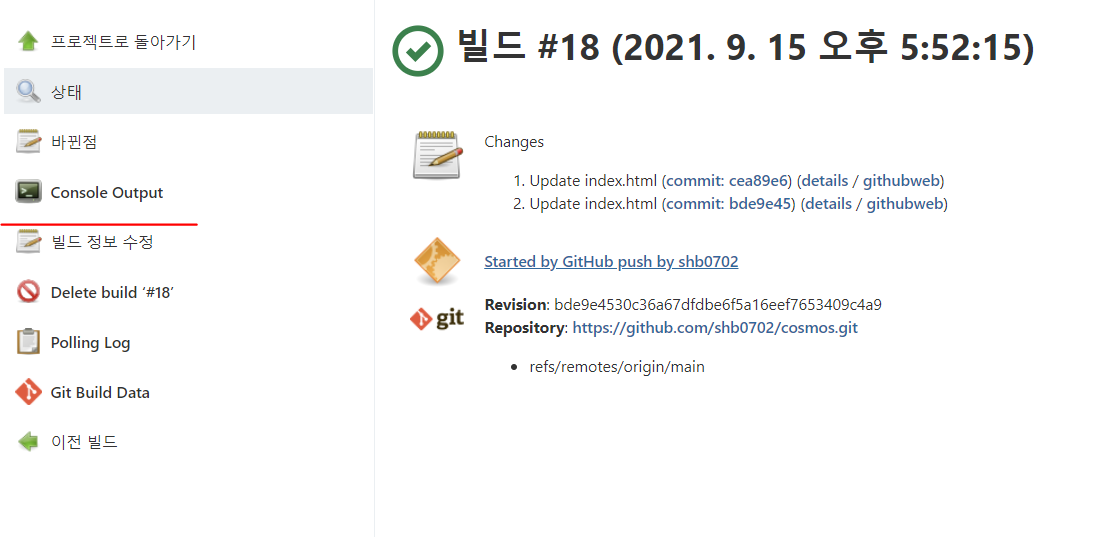 프로젝트로 돌아가기
상태
바뀐점
Console Output
빌드 정보 수정
Delete build ‘#18’
Polling Log
Git Build Data
이전 빌드
빌드 #18 (2021. 9. 15 오후 5:52:15)
Changes
1. Update index.html (commit: cea89e6) (details / githubweb)
2. Update index.html (commit: bde9e45) (details / githubweb)
Started by GitHub push by shb0702
git
Revision: bde9e4530c36a67dfdbe6f5a16eef7653409c4a9
Repository: https://github.com/shb0702/cosmos.git
• refs/remotes/origin/main